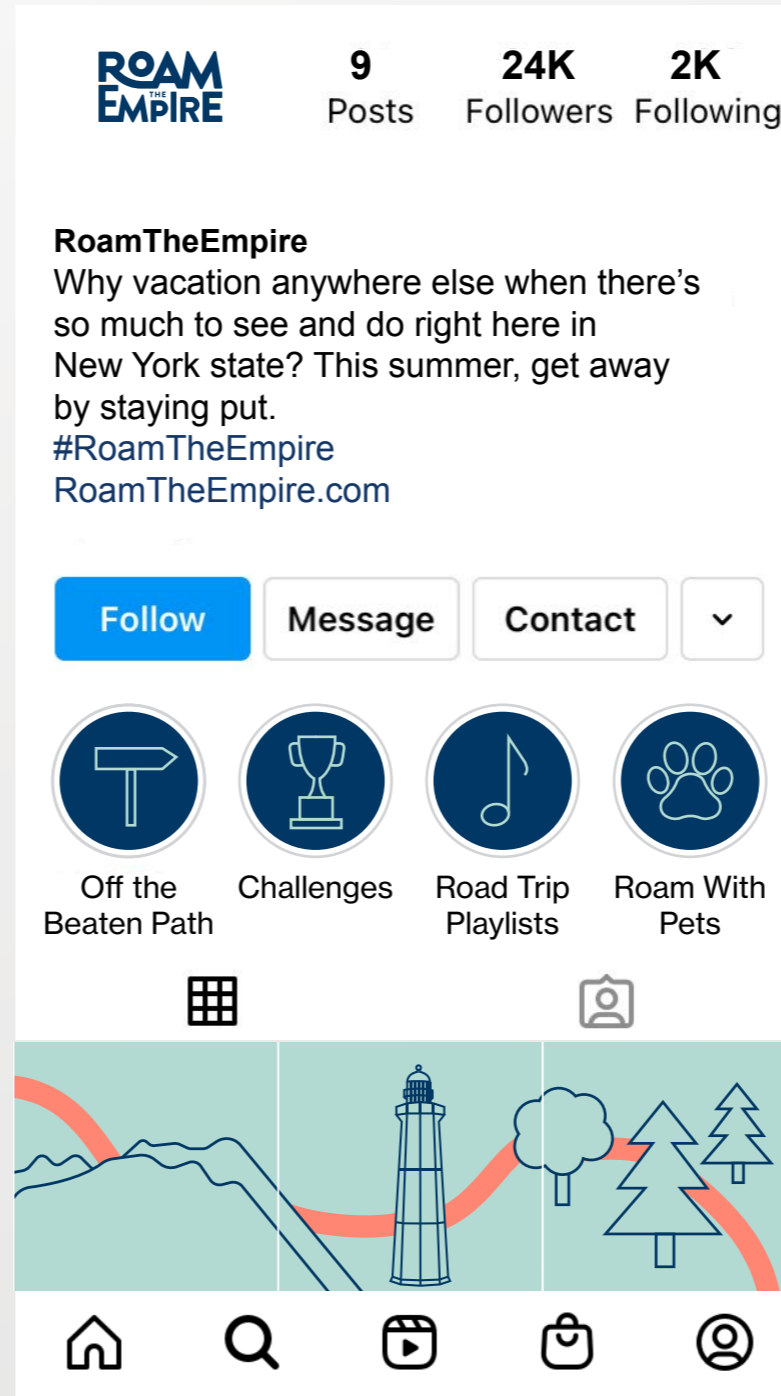 ROAM
THE
EMPIRE
9 24K 2K
Posts Followers Following
RoamTheEmpire
Why vacation anywhere else when there's
so much to see and do right here in
New York state? This summer, get away
by staying put.
#RoamTheEmpire
RoamTheEmpire.com
Follow Message Contact
Off the Challenges Road Trip Roam With
Beaten Path Playlists Pets